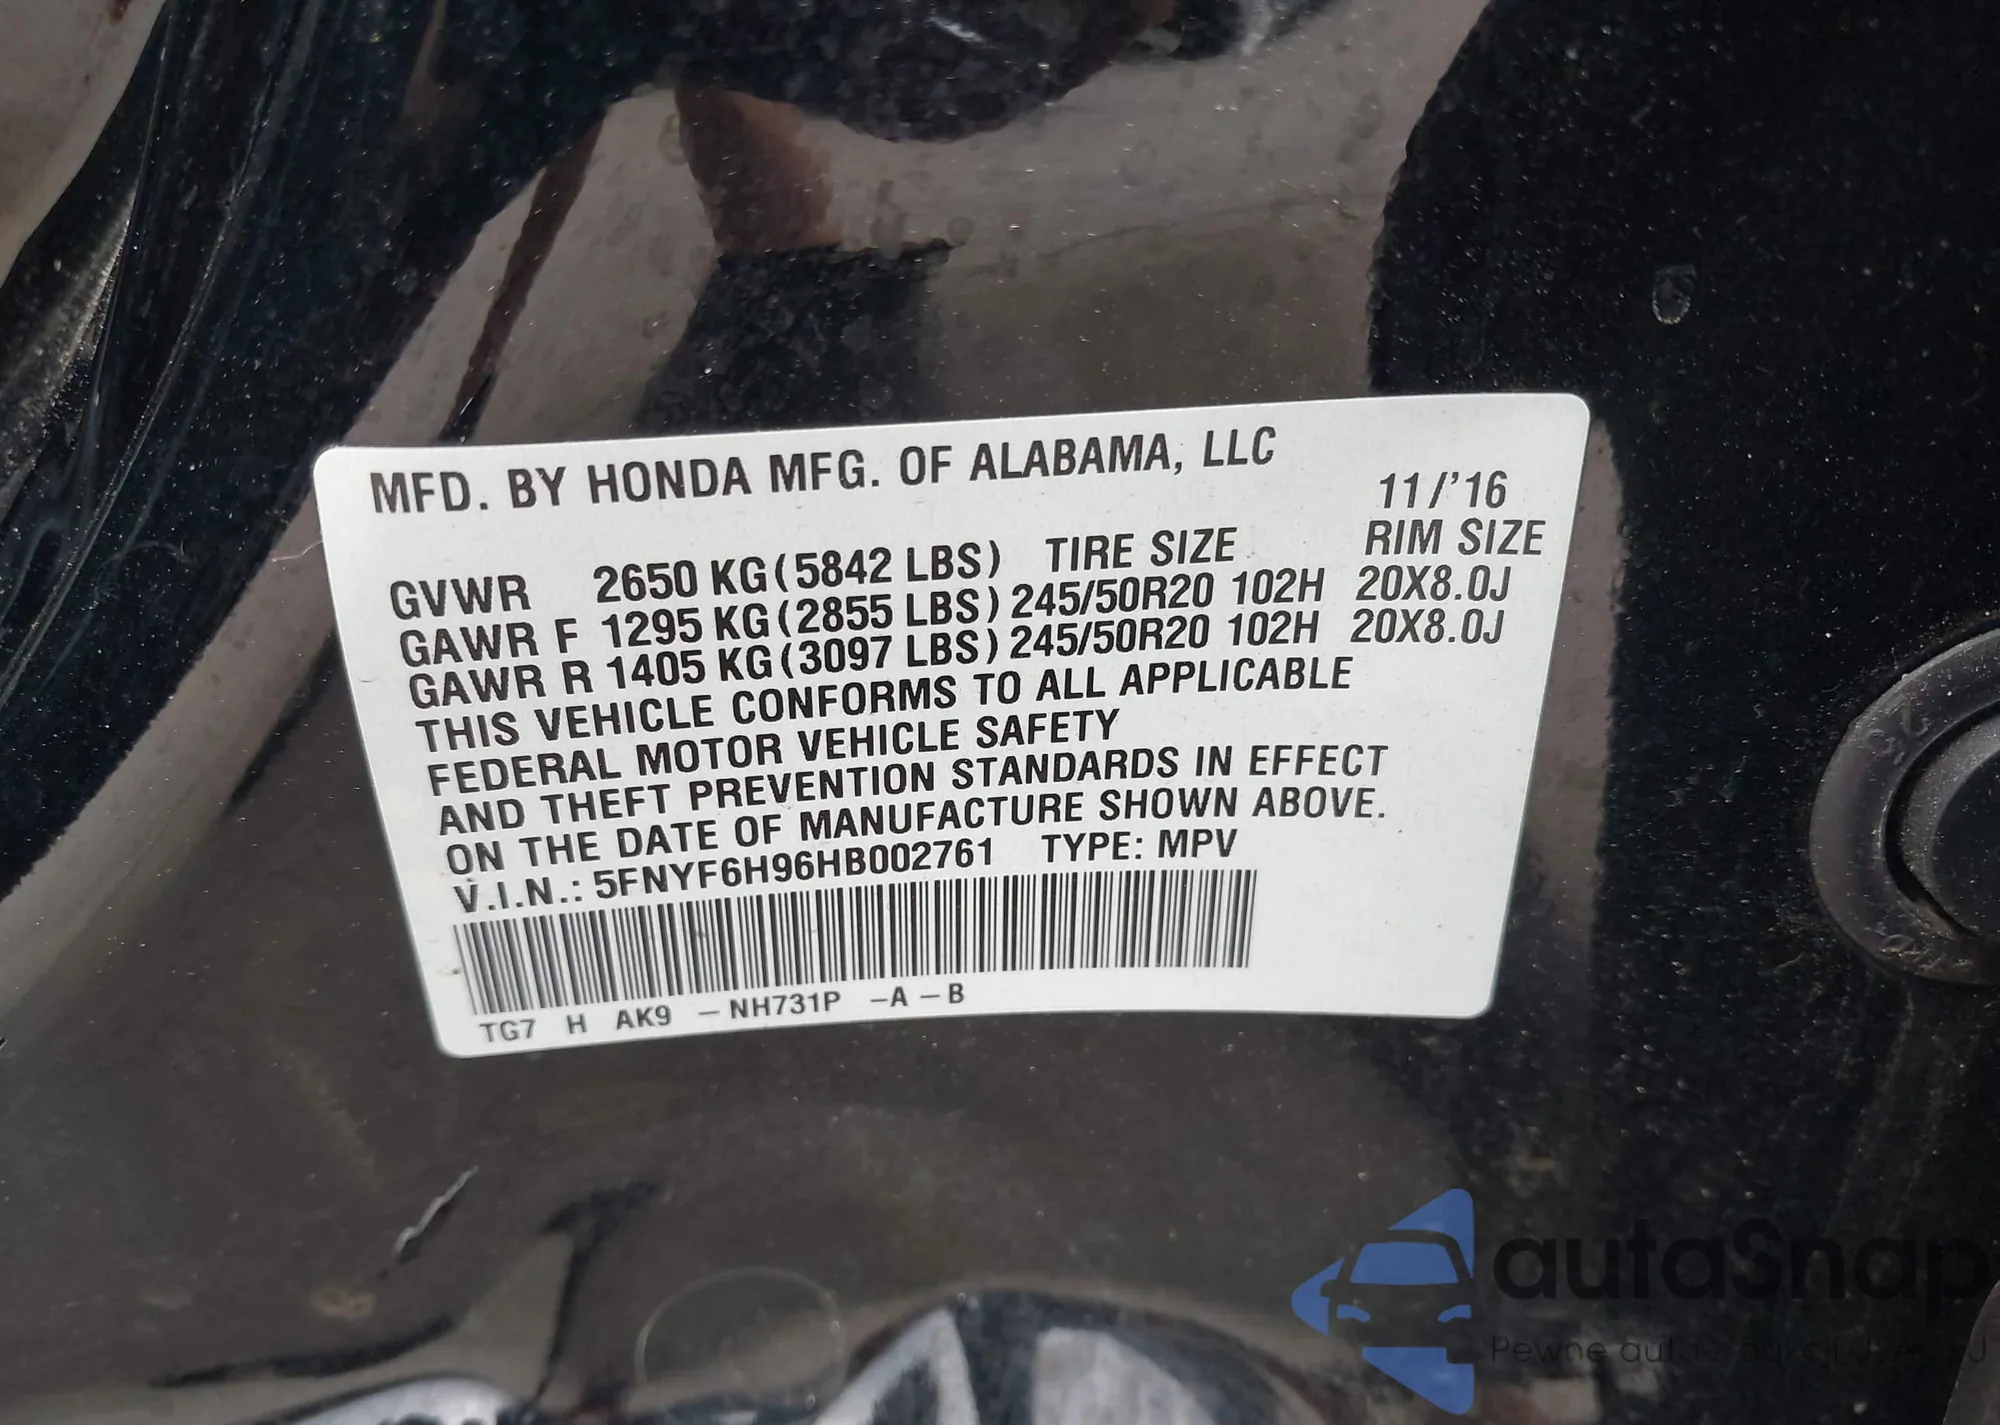 MFD. BY HONDA MFG. OF ALABAMA, LLC
11/'16
GVWR 2650 KG(5842 LBS) TIRE SIZE RIM SIZE
GAWR F 1295 KG(2855 LBS) 245/50R20 102H 20X8.0J
GAWR R 1405 KG(3097 LBS) 245/50R20 102H 20X8.0J
THIS VEHICLE CONFORMS TO ALL APPLICABLE
FEDERAL MOTOR VEHICLE SAFETY
AND THEFT PREVENTION STANDARDS IN EFFECT
ON THE DATE OF MANUFACTURE SHOWN ABOVE.
V.I.N.: 5FNYF6H96HB002761 TYPE: MPV
TG7 H AK9 – NH731P –A – B
autaSnap
Pewne auta